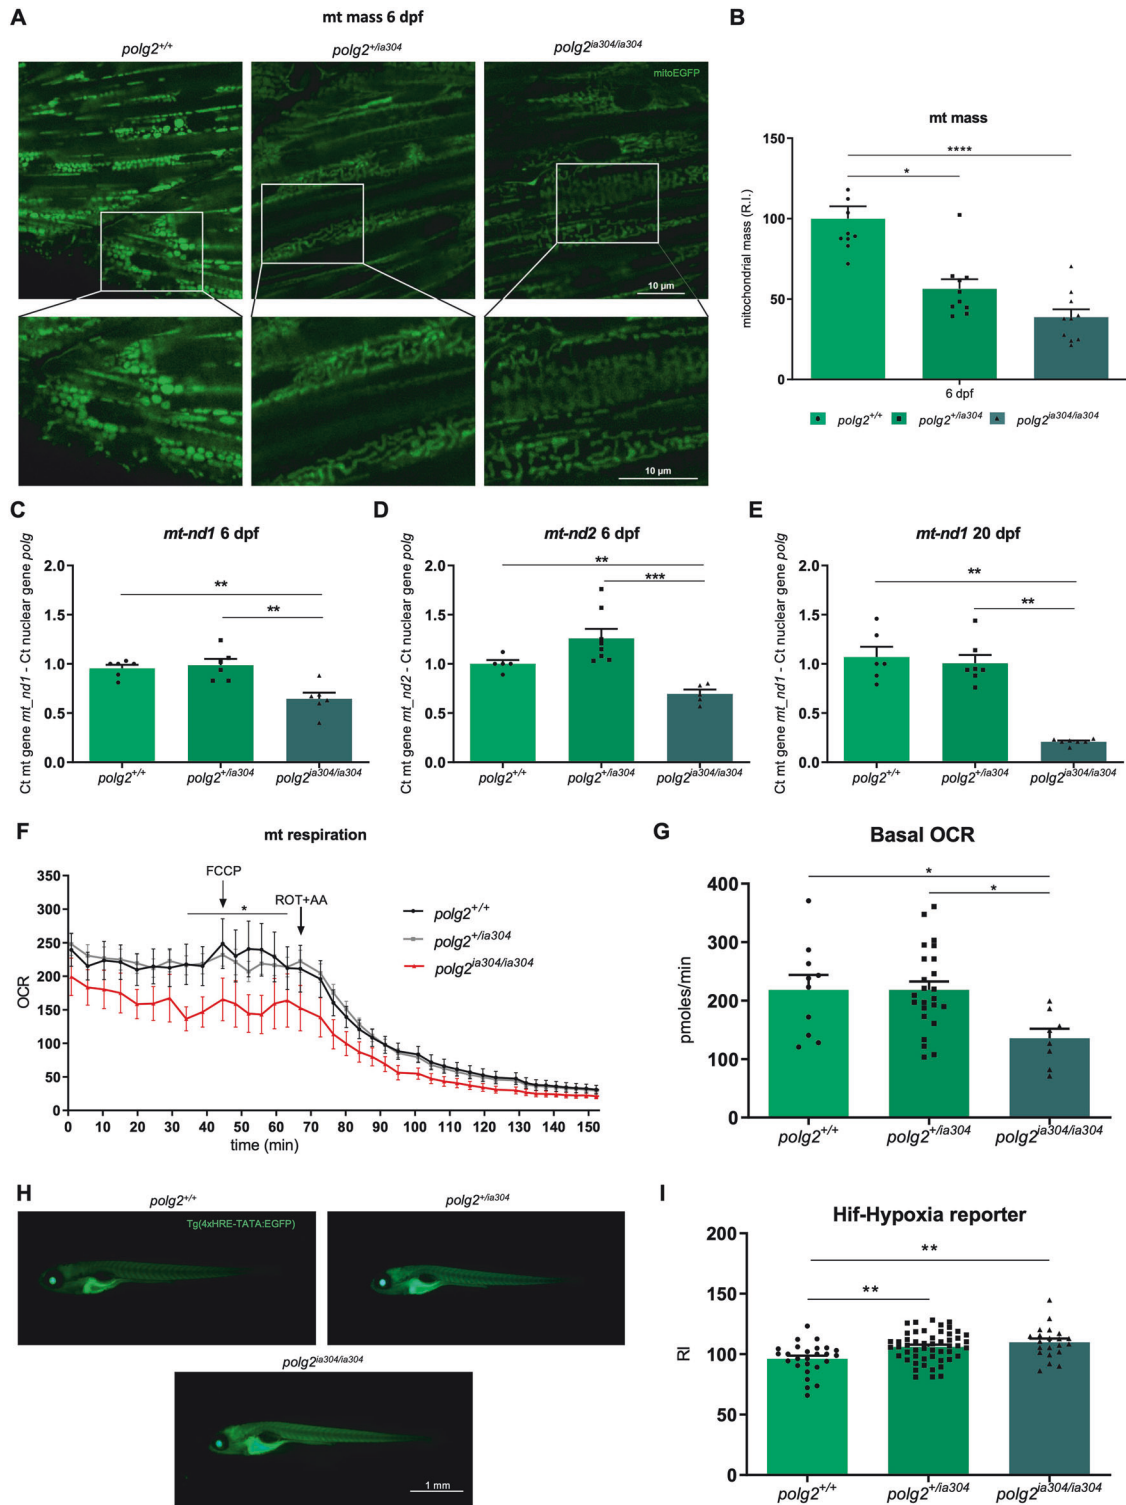 A
mt mass 6 dpf
polg2+/+
polg2+/ia304
polg2ia304/ia304
mitoEGFP
10 µm
10 µm
B
mt mass
mitochondrial mass (R.I.)
150
100
50
0
*
****
6 dpf
polg2+/+
polg2+/ia304
polg2ia304/ia304
C
mt-nd1 6 dpf
Ct mt gene mt_nd1 - Ct nuclear gene polg
2.0
1.5
1.0
0.5
0.0
**
**
polg2+/+
polg2+/ia304
polg2ia304/ia304
D
mt-nd2 6 dpf
Ct mt gene mt_nd2 - Ct nuclear gene polg
2.0
1.5
1.0
0.5
0.0
**
***
polg2+/+
polg2+/ia304
polg2ia304/ia304
E
mt-nd1 20 dpf
Ct mt gene mt_nd1 - Ct nuclear gene polg
2.0
1.5
1.0
0.5
0.0
**
**
polg2+/+
polg2+/ia304
polg2ia304/ia304
F
mt respiration
OCR
350
300
250
200
150
100
50
0
FCCP
ROT+AA
*
polg2+/+
polg2+/ia304
polg2ia304/ia304
0 10 20 30 40 50 60 70 80 90 100 110 120 130 140 150
time (min)
G
Basal OCR
pmoles/min
400
300
200
100
0
*
*
polg2+/+
polg2+/ia304
polg2ia304/ia304
H
polg2+/+
Tg(4xHRE-TATA:EGFP)
polg2+/ia304
polg2ia304/ia304
1 mm
I
Hif-Hypoxia reporter
RI
200
150
100
50
0
**
**
polg2+/+
polg2+/ia304
polg2ia304/ia304